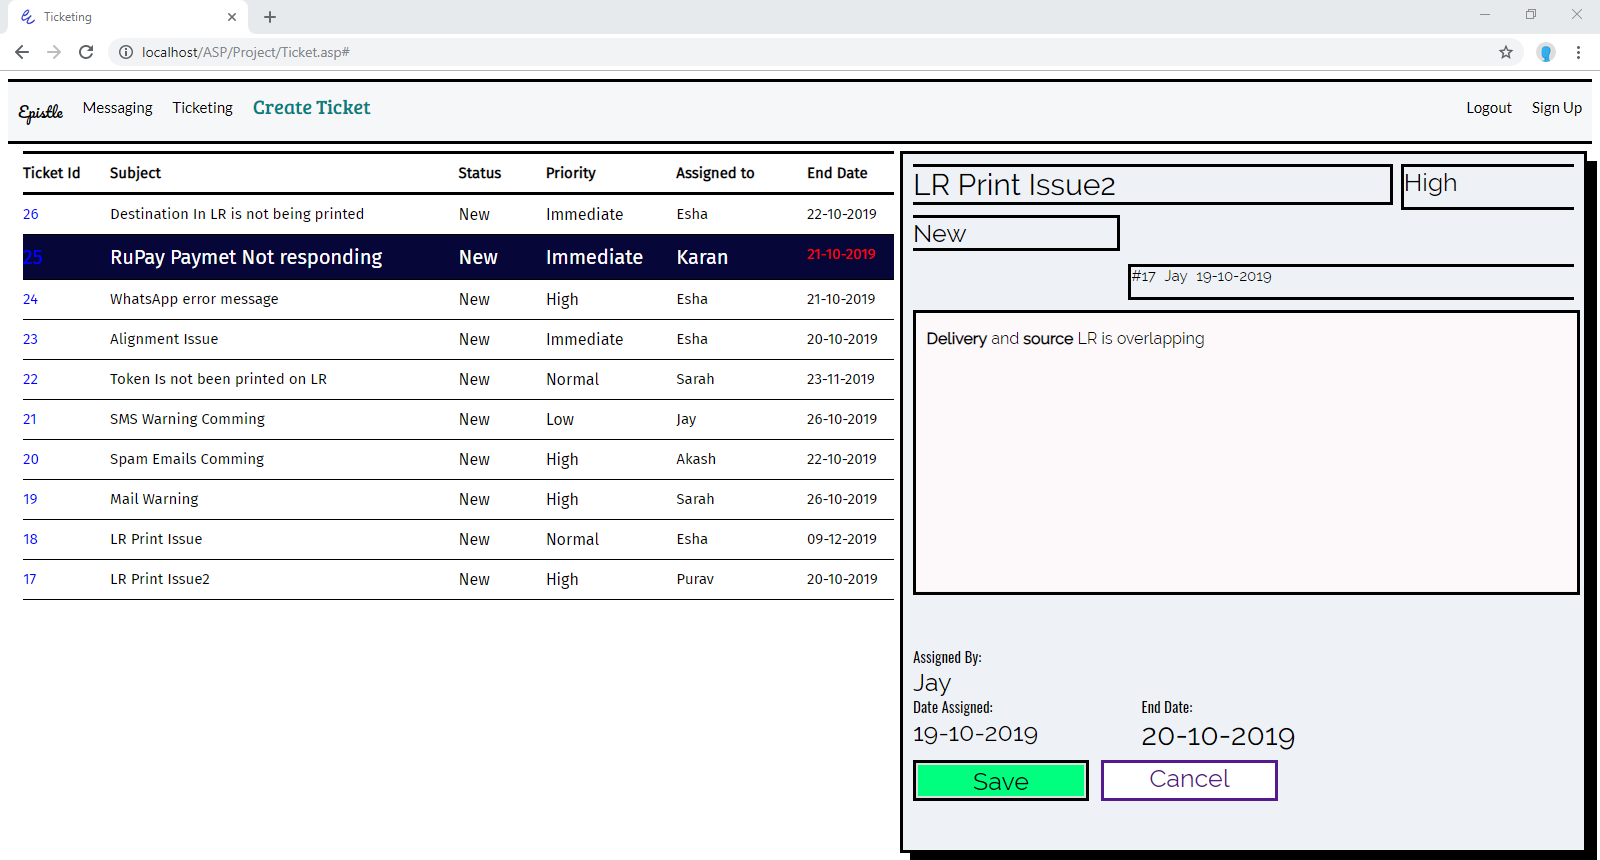 Ticketing
localhost/ASP/Project/Ticket.asp#
Epistle Messaging Ticketing Create Ticket Logout Sign Up
Ticket Id Subject Status Priority Assigned to End Date
26 Destination In LR is not being printed New Immediate Esha 22-10-2019
25 RuPay Paymet Not responding New Immediate Karan 21-10-2019
24 WhatsApp error message New High Esha 21-10-2019
23 Alignment Issue New Immediate Esha 20-10-2019
22 Token Is not been printed on LR New Normal Sarah 23-11-2019
21 SMS Warning Comming New Low Jay 26-10-2019
20 Spam Emails Comming New High Akash 22-10-2019
19 Mail Warning New High Sarah 26-10-2019
18 LR Print Issue New Normal Esha 09-12-2019
17 LR Print Issue2 New High Purav 20-10-2019
LR Print Issue2 High
New
#17 Jay 19-10-2019
Delivery and source LR is overlapping
Assigned By:
Jay
Date Assigned: End Date:
19-10-2019 20-10-2019
Save Cancel